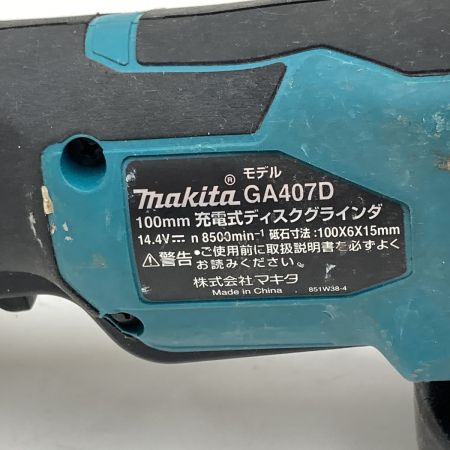 モデル
makita® GA407D
100mm 充電式ディスクグラインダ
14.4V⎓ n 8500min⁻¹ 砥石寸法:100X6X15mm
⚠警告・ご使用前に取扱説明書を必ずよく
お読みください。
株式会社マキタ
Made in China 851W38-4